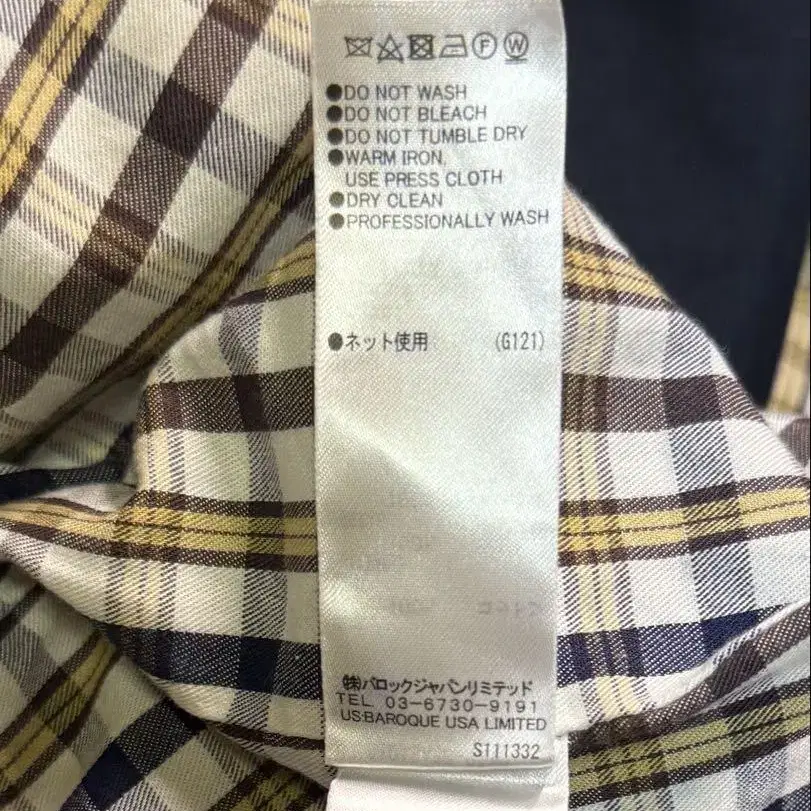 Ⓕ Ⓦ
●DO NOT WASH
●DO NOT BLEACH
●DO NOT TUMBLE DRY
●WARM IRON,
USE PRESS CLOTH
●DRY CLEAN
●PROFESSIONALLY WASH
●ネット使用 (G121)
㈱バロックジャパンリミテッド
TEL 03-6730-9191
US:BAROQUE USA LIMITED
S111332